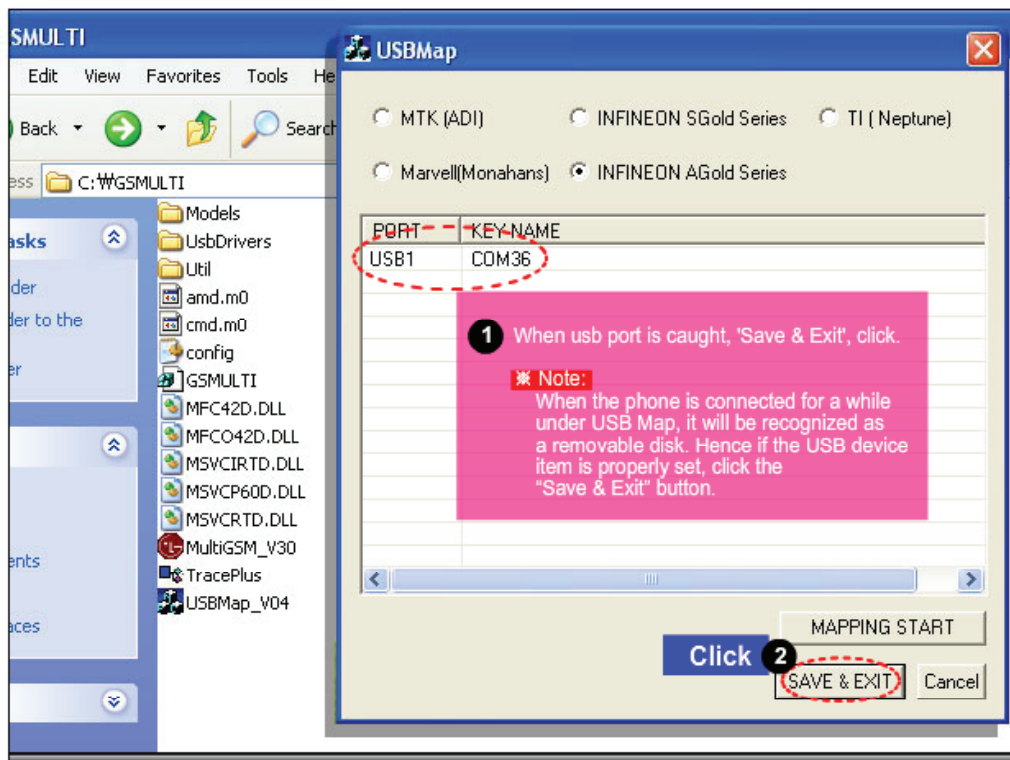 SMULTI
Edit View Favorites Tools He
Back Search
ess C:₩GSMULTI
asks
der
der to the
er
ents
aces
Models
UsbDrivers
Util
amd.m0
cmd.m0
config
GSMULTI
MFC42D.DLL
MFCO42D.DLL
MSVCIRTD.DLL
MSVCP60D.DLL
MSVCRTD.DLL
MultiGSM_V30
TracePlus
USBMap_V04
USBMap
MTK (ADI) INFINEON SGold Series TI ( Neptune)
Marvell(Monahans) INFINEON AGold Series
PORT KEY-NAME
USB1 COM36
1 When usb port is caught, 'Save & Exit', click.
※ Note:
When the phone is connected for a while
under USB Map, it will be recognized as
a removable disk. Hence if the USB device
item is properly set, click the
“Save & Exit” button.
MAPPING START
Click 2
SAVE & EXIT Cancel